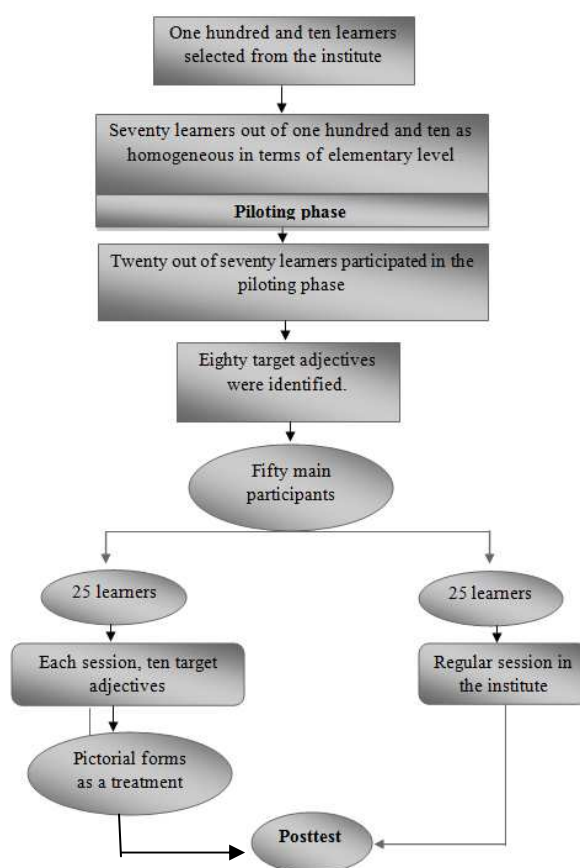 One hundred and ten learners
selected from the institute
Seventy learners out of one hundred and ten as
homogeneous in terms of elementary level
Piloting phase
Twenty out of seventy learners participated in the
piloting phase
Eighty target adjectives
were identified.
Fifty main
participants
25 learners
25 learners
Each session, ten target
adjectives
Regular session in
the institute
Pictorial forms
as a treatment
Posttest